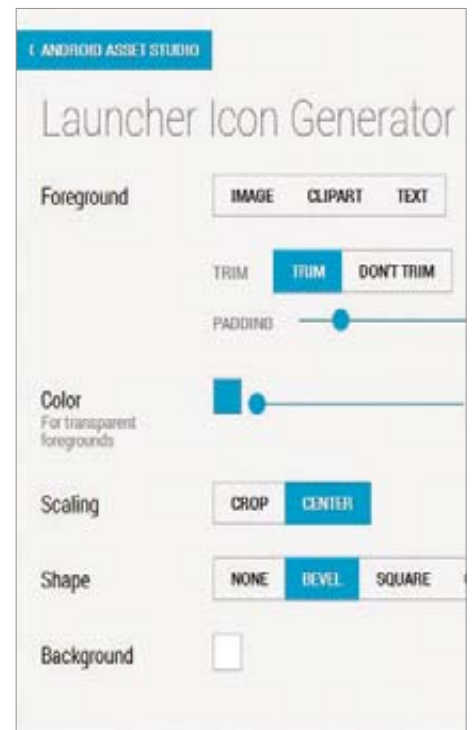 ‹ ANDROID ASSET STUDIO
Launcher Icon Generator
Foreground
IMAGE CLIPART TEXT
TRIM TRIM DON'T TRIM
PADDING
Color
For transparent
foregrounds
Scaling
CROP CENTER
Shape
NONE BEVEL SQUARE
Background